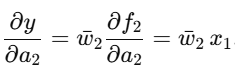 ∂y/∂a₂ = w̄₂ ∂f₂/∂a₂ = w̄₂ x₁